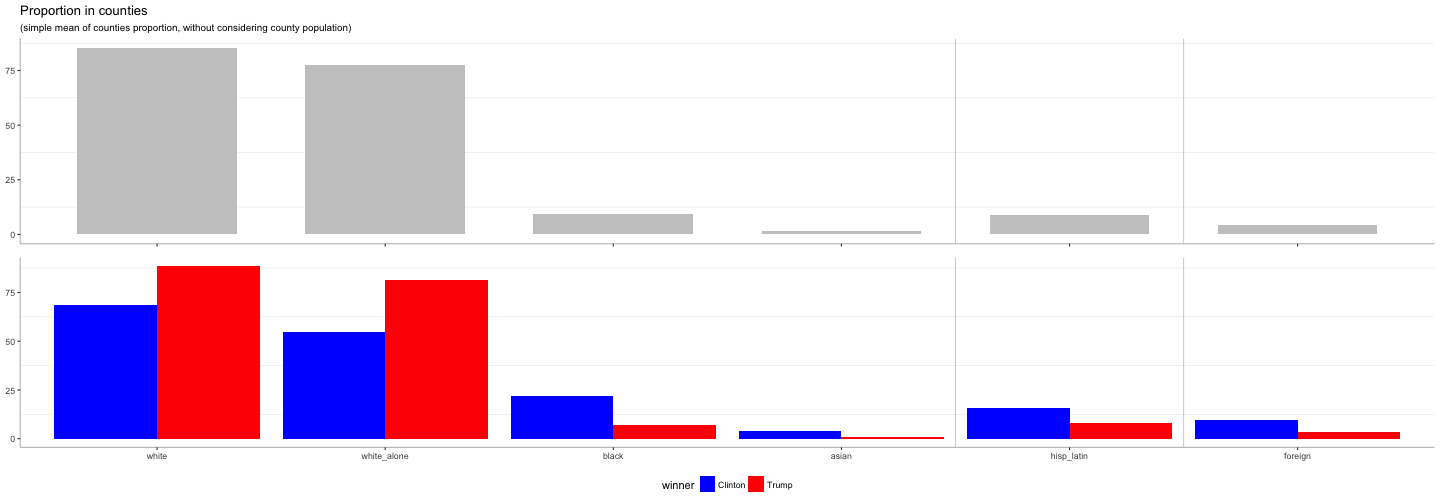 Proportion in counties
(simple mean of counties proportion, without considering county population)
75
50
25
0
75
50
25
0
white white_alone black asian hisp_latin foreign
winner Clinton Trump